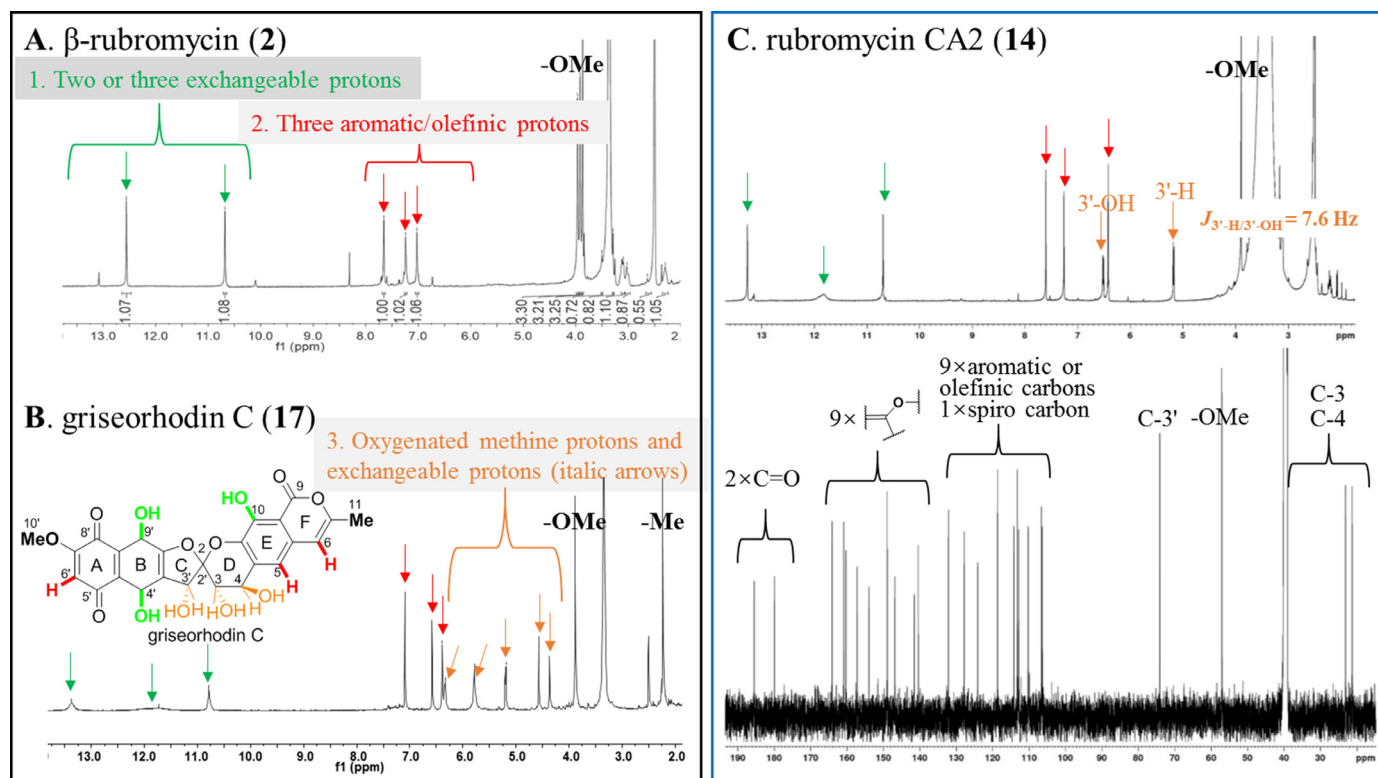 A. β-rubromycin (2)
1. Two or three exchangeable protons
-OMe
2. Three aromatic/olefinic protons
1.07
1.08
1.00
1.02
1.06
3.30
3.21
3.25
0.72
0.82
1.10
0.87
0.55
1.05
13.0 12.0 11.0 10.0 9.0 8.0 7.0 6.0 5.0 4.0 3.0 2.
f1 (ppm)
B. griseorhodin C (17)
3. Oxygenated methine protons and
exchangeable protons (italic arrows)
-OMe
-Me
O
9
HO
10
O
11
Me
F
6
H
E
5
H
10'
MeO
8'
O
OH
9'
O
2
O
A
B
C
D
3'
2'
3
4
6'
H
5'
O
4'
OH
HO H HO H H OH
griseorhodin C
13.0 12.0 11.0 10.0 9.0 8.0 7.0 6.0 5.0 4.0 3.0 2.0
f1 (ppm)
C. rubromycin CA2 (14)
-OMe
3'-OH
3'-H
J3'-H/3'-OH = 7.6 Hz
13 12 11 10 9 8 7 6 5 4 3 ppm
9×aromatic or
olefinic carbons
1×spiro carbon
9×
O
2×C=O
C-3'
-OMe
C-3
C-4
190 180 170 160 150 140 130 120 110 100 90 80 70 60 50 40 30 ppm